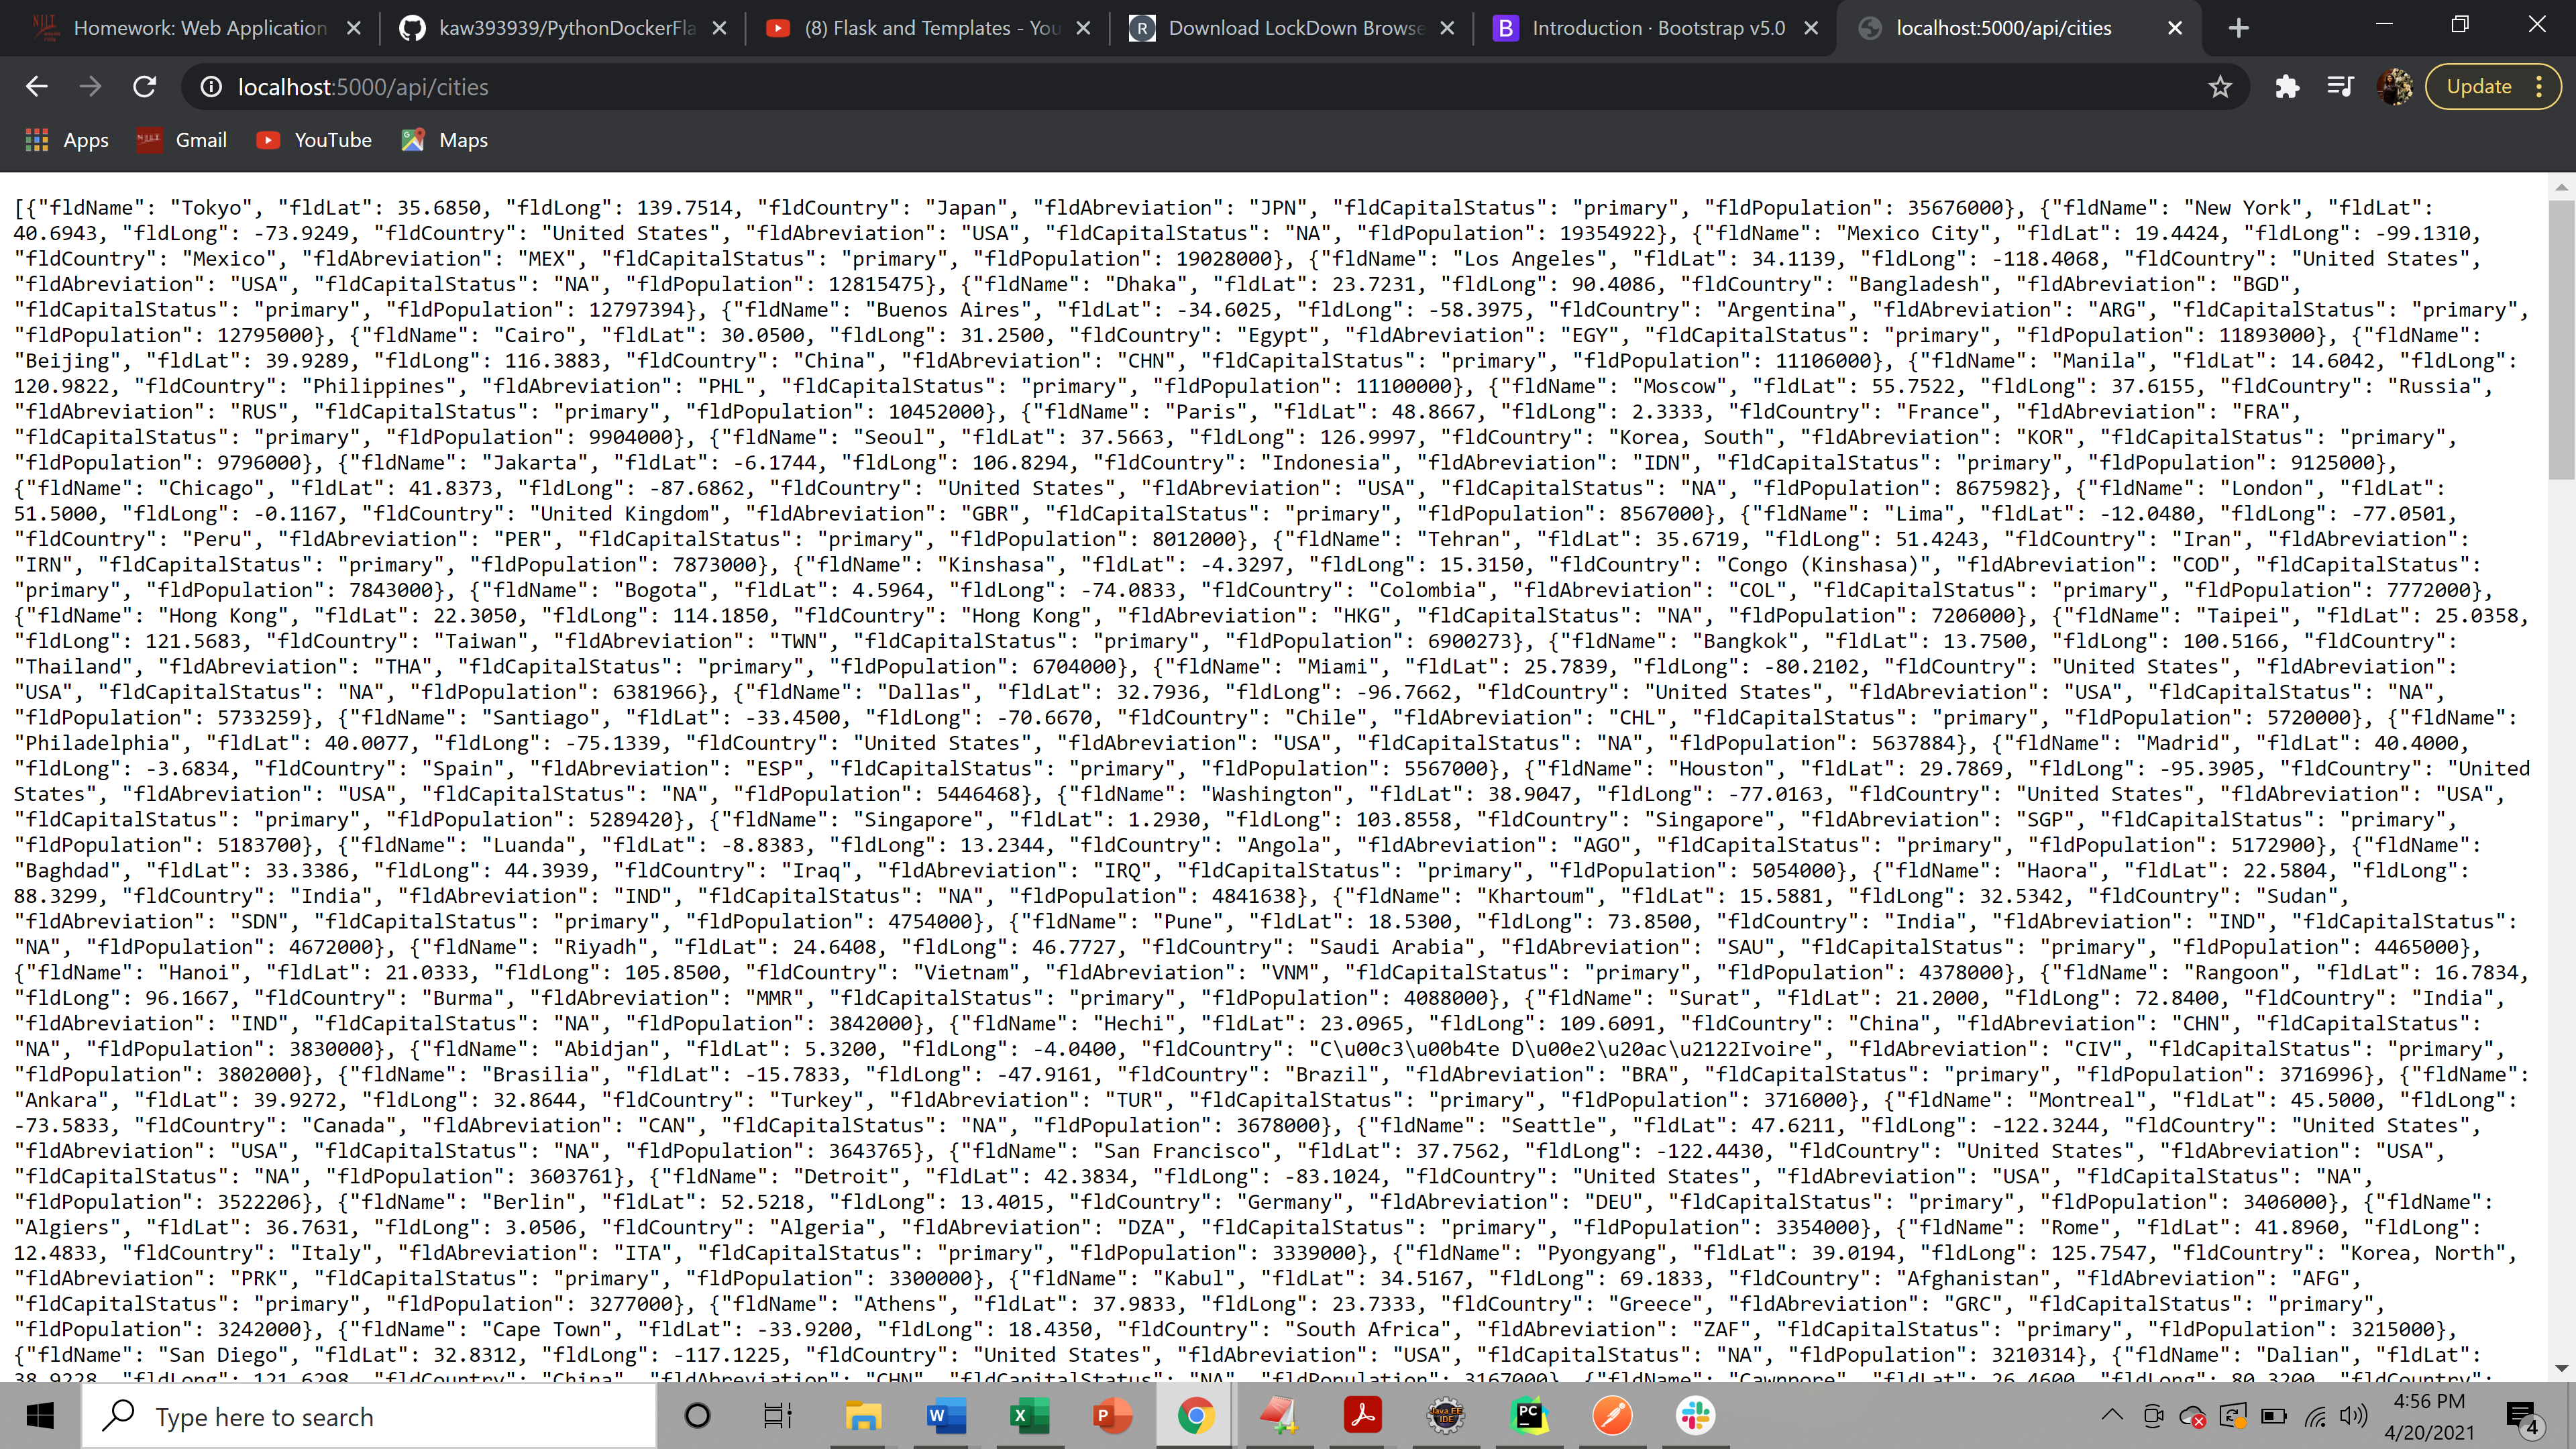 Homework: Web Application
kaw393939/PythonDockerFla
(8) Flask and Templates - You
Download LockDown Browse
Introduction · Bootstrap v5.0
localhost:5000/api/cities
localhost:5000/api/cities
Update
Apps
Gmail
YouTube
Maps
[{"fldName": "Tokyo", "fldLat": 35.6850, "fldLong": 139.7514, "fldCountry": "Japan", "fldAbreviation": "JPN", "fldCapitalStatus": "primary", "fldPopulation": 35676000}, {"fldName": "New York", "fldLat":
40.6943, "fldLong": -73.9249, "fldCountry": "United States", "fldAbreviation": "USA", "fldCapitalStatus": "NA", "fldPopulation": 19354922}, {"fldName": "Mexico City", "fldLat": 19.4424, "fldLong": -99.1310,
"fldCountry": "Mexico", "fldAbreviation": "MEX", "fldCapitalStatus": "primary", "fldPopulation": 19028000}, {"fldName": "Los Angeles", "fldLat": 34.1139, "fldLong": -118.4068, "fldCountry": "United States",
"fldAbreviation": "USA", "fldCapitalStatus": "NA", "fldPopulation": 12815475}, {"fldName": "Dhaka", "fldLat": 23.7231, "fldLong": 90.4086, "fldCountry": "Bangladesh", "fldAbreviation": "BGD",
"fldCapitalStatus": "primary", "fldPopulation": 12797394}, {"fldName": "Buenos Aires", "fldLat": -34.6025, "fldLong": -58.3975, "fldCountry": "Argentina", "fldAbreviation": "ARG", "fldCapitalStatus": "primary",
"fldPopulation": 12795000}, {"fldName": "Cairo", "fldLat": 30.0500, "fldLong": 31.2500, "fldCountry": "Egypt", "fldAbreviation": "EGY", "fldCapitalStatus": "primary", "fldPopulation": 11893000}, {"fldName":
"Beijing", "fldLat": 39.9289, "fldLong": 116.3883, "fldCountry": "China", "fldAbreviation": "CHN", "fldCapitalStatus": "primary", "fldPopulation": 11106000}, {"fldName": "Manila", "fldLat": 14.6042, "fldLong":
120.9822, "fldCountry": "Philippines", "fldAbreviation": "PHL", "fldCapitalStatus": "primary", "fldPopulation": 11100000}, {"fldName": "Moscow", "fldLat": 55.7522, "fldLong": 37.6155, "fldCountry": "Russia",
"fldAbreviation": "RUS", "fldCapitalStatus": "primary", "fldPopulation": 10452000}, {"fldName": "Paris", "fldLat": 48.8667, "fldLong": 2.3333, "fldCountry": "France", "fldAbreviation": "FRA",
"fldCapitalStatus": "primary", "fldPopulation": 9904000}, {"fldName": "Seoul", "fldLat": 37.5663, "fldLong": 126.9997, "fldCountry": "Korea, South", "fldAbreviation": "KOR", "fldCapitalStatus": "primary",
"fldPopulation": 9796000}, {"fldName": "Jakarta", "fldLat": -6.1744, "fldLong": 106.8294, "fldCountry": "Indonesia", "fldAbreviation": "IDN", "fldCapitalStatus": "primary", "fldPopulation": 9125000},
{"fldName": "Chicago", "fldLat": 41.8373, "fldLong": -87.6862, "fldCountry": "United States", "fldAbreviation": "USA", "fldCapitalStatus": "NA", "fldPopulation": 8675982}, {"fldName": "London", "fldLat":
51.5000, "fldLong": -0.1167, "fldCountry": "United Kingdom", "fldAbreviation": "GBR", "fldCapitalStatus": "primary", "fldPopulation": 8567000}, {"fldName": "Lima", "fldLat": -12.0480, "fldLong": -77.0501,
"fldCountry": "Peru", "fldAbreviation": "PER", "fldCapitalStatus": "primary", "fldPopulation": 8012000}, {"fldName": "Tehran", "fldLat": 35.6719, "fldLong": 51.4243, "fldCountry": "Iran", "fldAbreviation":
"IRN", "fldCapitalStatus": "primary", "fldPopulation": 7873000}, {"fldName": "Kinshasa", "fldLat": -4.3297, "fldLong": 15.3150, "fldCountry": "Congo (Kinshasa)", "fldAbreviation": "COD", "fldCapitalStatus":
"primary", "fldPopulation": 7843000}, {"fldName": "Bogota", "fldLat": 4.5964, "fldLong": -74.0833, "fldCountry": "Colombia", "fldAbreviation": "COL", "fldCapitalStatus": "primary", "fldPopulation": 7772000},
{"fldName": "Hong Kong", "fldLat": 22.3050, "fldLong": 114.1850, "fldCountry": "Hong Kong", "fldAbreviation": "HKG", "fldCapitalStatus": "NA", "fldPopulation": 7206000}, {"fldName": "Taipei", "fldLat": 25.0358,
"fldLong": 121.5683, "fldCountry": "Taiwan", "fldAbreviation": "TWN", "fldCapitalStatus": "primary", "fldPopulation": 6900273}, {"fldName": "Bangkok", "fldLat": 13.7500, "fldLong": 100.5166, "fldCountry":
"Thailand", "fldAbreviation": "THA", "fldCapitalStatus": "primary", "fldPopulation": 6704000}, {"fldName": "Miami", "fldLat": 25.7839, "fldLong": -80.2102, "fldCountry": "United States", "fldAbreviation":
"USA", "fldCapitalStatus": "NA", "fldPopulation": 6381966}, {"fldName": "Dallas", "fldLat": 32.7936, "fldLong": -96.7662, "fldCountry": "United States", "fldAbreviation": "USA", "fldCapitalStatus": "NA",
"fldPopulation": 5733259}, {"fldName": "Santiago", "fldLat": -33.4500, "fldLong": -70.6670, "fldCountry": "Chile", "fldAbreviation": "CHL", "fldCapitalStatus": "primary", "fldPopulation": 5720000}, {"fldName":
"Philadelphia", "fldLat": 40.0077, "fldLong": -75.1339, "fldCountry": "United States", "fldAbreviation": "USA", "fldCapitalStatus": "NA", "fldPopulation": 5637884}, {"fldName": "Madrid", "fldLat": 40.4000,
"fldLong": -3.6834, "fldCountry": "Spain", "fldAbreviation": "ESP", "fldCapitalStatus": "primary", "fldPopulation": 5567000}, {"fldName": "Houston", "fldLat": 29.7869, "fldLong": -95.3905, "fldCountry": "United
States", "fldAbreviation": "USA", "fldCapitalStatus": "NA", "fldPopulation": 5446468}, {"fldName": "Washington", "fldLat": 38.9047, "fldLong": -77.0163, "fldCountry": "United States", "fldAbreviation": "USA",
"fldCapitalStatus": "primary", "fldPopulation": 5289420}, {"fldName": "Singapore", "fldLat": 1.2930, "fldLong": 103.8558, "fldCountry": "Singapore", "fldAbreviation": "SGP", "fldCapitalStatus": "primary",
"fldPopulation": 5183700}, {"fldName": "Luanda", "fldLat": -8.8383, "fldLong": 13.2344, "fldCountry": "Angola", "fldAbreviation": "AGO", "fldCapitalStatus": "primary", "fldPopulation": 5172900}, {"fldName":
"Baghdad", "fldLat": 33.3386, "fldLong": 44.3939, "fldCountry": "Iraq", "fldAbreviation": "IRQ", "fldCapitalStatus": "primary", "fldPopulation": 5054000}, {"fldName": "Haora", "fldLat": 22.5804, "fldLong":
88.3299, "fldCountry": "India", "fldAbreviation": "IND", "fldCapitalStatus": "NA", "fldPopulation": 4841638}, {"fldName": "Khartoum", "fldLat": 15.5881, "fldLong": 32.5342, "fldCountry": "Sudan",
"fldAbreviation": "SDN", "fldCapitalStatus": "primary", "fldPopulation": 4754000}, {"fldName": "Pune", "fldLat": 18.5300, "fldLong": 73.8500, "fldCountry": "India", "fldAbreviation": "IND", "fldCapitalStatus":
"NA", "fldPopulation": 4672000}, {"fldName": "Riyadh", "fldLat": 24.6408, "fldLong": 46.7727, "fldCountry": "Saudi Arabia", "fldAbreviation": "SAU", "fldCapitalStatus": "primary", "fldPopulation": 4465000},
{"fldName": "Hanoi", "fldLat": 21.0333, "fldLong": 105.8500, "fldCountry": "Vietnam", "fldAbreviation": "VNM", "fldCapitalStatus": "primary", "fldPopulation": 4378000}, {"fldName": "Rangoon", "fldLat": 16.7834,
"fldLong": 96.1667, "fldCountry": "Burma", "fldAbreviation": "MMR", "fldCapitalStatus": "primary", "fldPopulation": 4088000}, {"fldName": "Surat", "fldLat": 21.2000, "fldLong": 72.8400, "fldCountry": "India",
"fldAbreviation": "IND", "fldCapitalStatus": "NA", "fldPopulation": 3842000}, {"fldName": "Hechi", "fldLat": 23.0965, "fldLong": 109.6091, "fldCountry": "China", "fldAbreviation": "CHN", "fldCapitalStatus":
"NA", "fldPopulation": 3830000}, {"fldName": "Abidjan", "fldLat": 5.3200, "fldLong": -4.0400, "fldCountry": "C\u00c3\u00b4te D\u00e2\u20ac\u2122Ivoire", "fldAbreviation": "CIV", "fldCapitalStatus": "primary",
"fldPopulation": 3802000}, {"fldName": "Brasilia", "fldLat": -15.7833, "fldLong": -47.9161, "fldCountry": "Brazil", "fldAbreviation": "BRA", "fldCapitalStatus": "primary", "fldPopulation": 3716996}, {"fldName":
"Ankara", "fldLat": 39.9272, "fldLong": 32.8644, "fldCountry": "Turkey", "fldAbreviation": "TUR", "fldCapitalStatus": "primary", "fldPopulation": 3716000}, {"fldName": "Montreal", "fldLat": 45.5000, "fldLong":
-73.5833, "fldCountry": "Canada", "fldAbreviation": "CAN", "fldCapitalStatus": "NA", "fldPopulation": 3678000}, {"fldName": "Seattle", "fldLat": 47.6211, "fldLong": -122.3244, "fldCountry": "United States",
"fldAbreviation": "USA", "fldCapitalStatus": "NA", "fldPopulation": 3643765}, {"fldName": "San Francisco", "fldLat": 37.7562, "fldLong": -122.4430, "fldCountry": "United States", "fldAbreviation": "USA",
"fldCapitalStatus": "NA", "fldPopulation": 3603761}, {"fldName": "Detroit", "fldLat": 42.3834, "fldLong": -83.1024, "fldCountry": "United States", "fldAbreviation": "USA", "fldCapitalStatus": "NA",
"fldPopulation": 3522206}, {"fldName": "Berlin", "fldLat": 52.5218, "fldLong": 13.4015, "fldCountry": "Germany", "fldAbreviation": "DEU", "fldCapitalStatus": "primary", "fldPopulation": 3406000}, {"fldName":
"Algiers", "fldLat": 36.7631, "fldLong": 3.0506, "fldCountry": "Algeria", "fldAbreviation": "DZA", "fldCapitalStatus": "primary", "fldPopulation": 3354000}, {"fldName": "Rome", "fldLat": 41.8960, "fldLong":
12.4833, "fldCountry": "Italy", "fldAbreviation": "ITA", "fldCapitalStatus": "primary", "fldPopulation": 3339000}, {"fldName": "Pyongyang", "fldLat": 39.0194, "fldLong": 125.7547, "fldCountry": "Korea, North",
"fldAbreviation": "PRK", "fldCapitalStatus": "primary", "fldPopulation": 3300000}, {"fldName": "Kabul", "fldLat": 34.5167, "fldLong": 69.1833, "fldCountry": "Afghanistan", "fldAbreviation": "AFG",
"fldCapitalStatus": "primary", "fldPopulation": 3277000}, {"fldName": "Athens", "fldLat": 37.9833, "fldLong": 23.7333, "fldCountry": "Greece", "fldAbreviation": "GRC", "fldCapitalStatus": "primary",
"fldPopulation": 3242000}, {"fldName": "Cape Town", "fldLat": -33.9200, "fldLong": 18.4350, "fldCountry": "South Africa", "fldAbreviation": "ZAF", "fldCapitalStatus": "primary", "fldPopulation": 3215000},
{"fldName": "San Diego", "fldLat": 32.8312, "fldLong": -117.1225, "fldCountry": "United States", "fldAbreviation": "USA", "fldCapitalStatus": "NA", "fldPopulation": 3210314}, {"fldName": "Dalian", "fldLat":
38.9228, "fldLong": 121.6298, "fldCountry": "China", "fldAbreviation": "CHN", "fldCapitalStatus": "NA", "fldPopulation": 3167000}, {"fldName": "Cawnpore", "fldLat": 26.4600, "fldLong": 80.3200, "fldCountry":
Type here to search
4:56 PM
4/20/2021
4